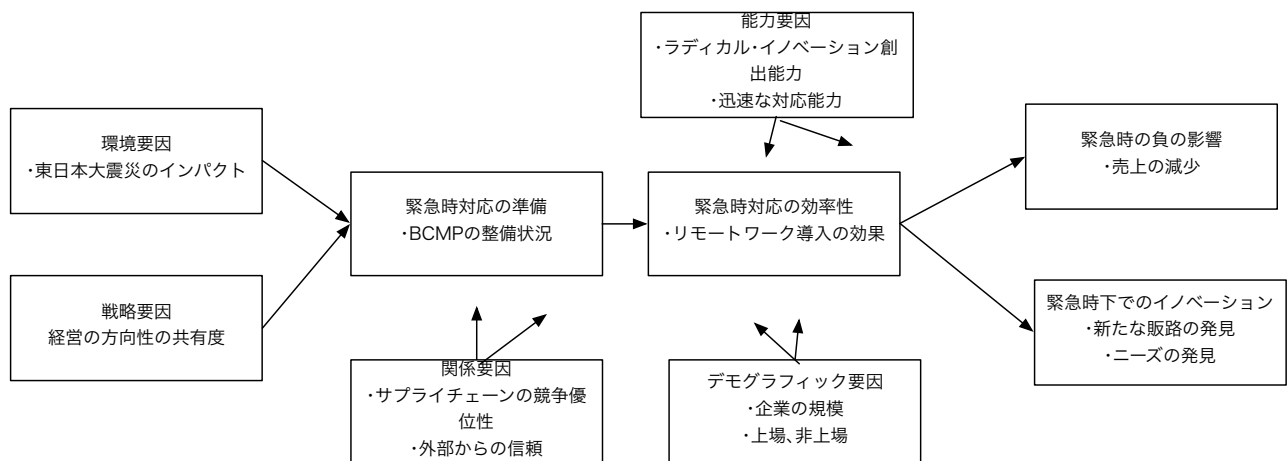 能力要因
・ラディカル・イノベーション創
出能力
・迅速な対応能力
環境要因
・東日本大震災のインパクト
緊急時の負の影響
・売上の減少
緊急時対応の準備
・BCMPの整備状況
緊急時対応の効率性
・リモートワーク導入の効果
戦略要因
経営の方向性の共有度
緊急時下でのイノベーション
・新たな販路の発見
・ニーズの発見
関係要因
・サプライチェーンの競争優
位性
・外部からの信頼
デモグラフィック要因
・企業の規模
・上場、非上場